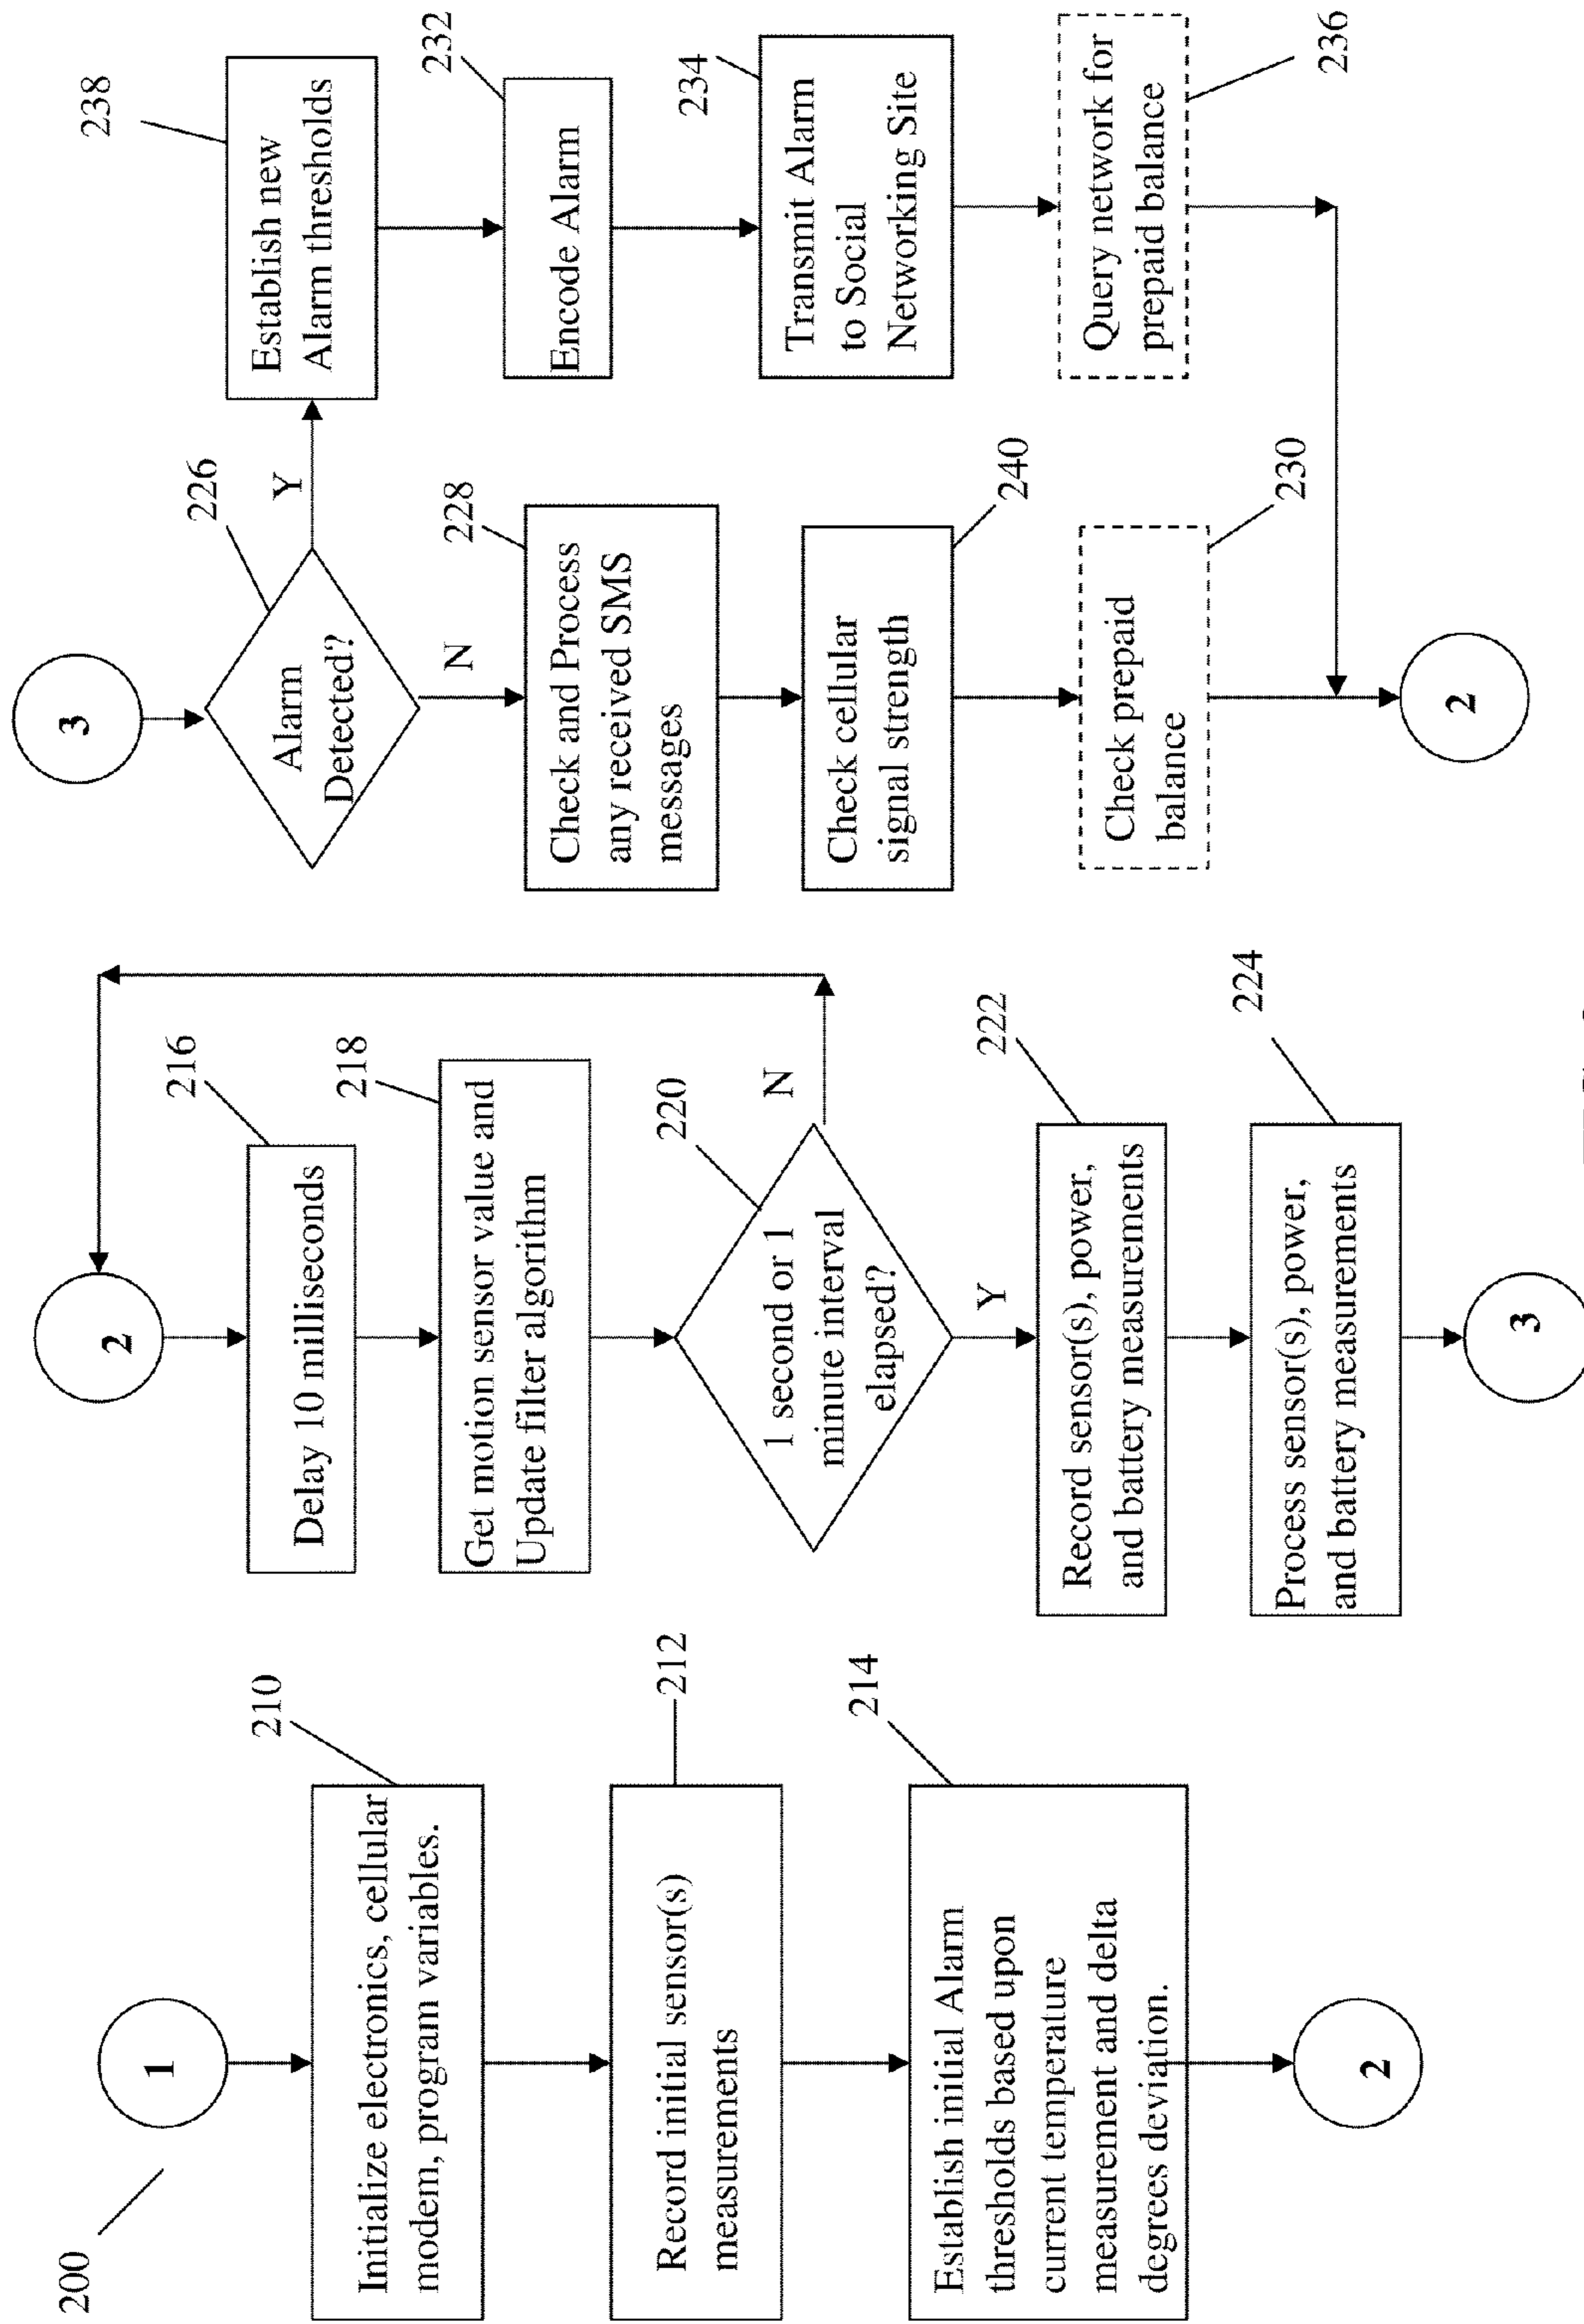 200
1
210
Initialize electronics, cellular
modem, program variables.
212
Record initial sensor(s)
measurements
214
Establish initial Alarm
thresholds based upon
current temperature
measurement and delta
degrees deviation.
2
2
216
Delay 10 milliseconds
218
Get motion sensor value and
Update filter algorithm
220
1 second or 1
minute interval
elapsed?
N
Y
222
Record sensor(s), power,
and battery measurements
224
Process sensor(s), power,
and battery measurements
3
3
226
Alarm
Detected?
Y
N
228
Check and Process
any received SMS
messages
240
Check cellular
signal strength
230
Check prepaid
balance
2
238
Establish new
Alarm thresholds
232
Encode Alarm
234
Transmit Alarm
to Social
Networking Site
236
Query network for
prepaid balance